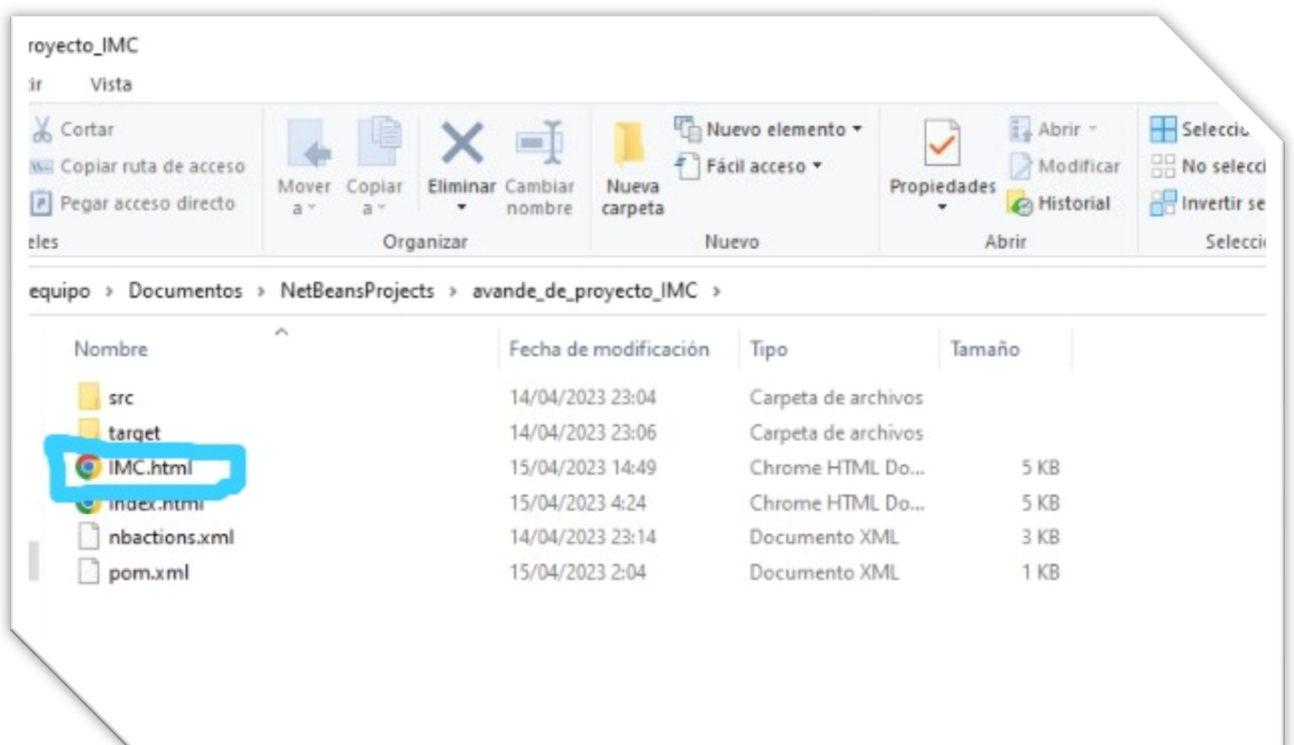 royecto_IMC
tir Vista
Cortar
Copiar ruta de acceso
Pegar acceso directo
eles
Mover a
Copiar a
Eliminar
Cambiar nombre
Organizar
Nueva carpeta
Nuevo elemento
Fácil acceso
Nuevo
Propiedades
Abrir
Modificar
Historial
Abrir
Selecció
No selecci
Invertir se
Selecció
equipo > Documentos > NetBeansProjects > avande_de_proyecto_IMC >
Nombre Fecha de modificación Tipo Tamaño
src 14/04/2023 23:04 Carpeta de archivos
target 14/04/2023 23:06 Carpeta de archivos
IMC.html 15/04/2023 14:49 Chrome HTML Do... 5 KB
index.html 15/04/2023 4:24 Chrome HTML Do... 5 KB
nbactions.xml 14/04/2023 23:14 Documento XML 3 KB
pom.xml 15/04/2023 2:04 Documento XML 1 KB